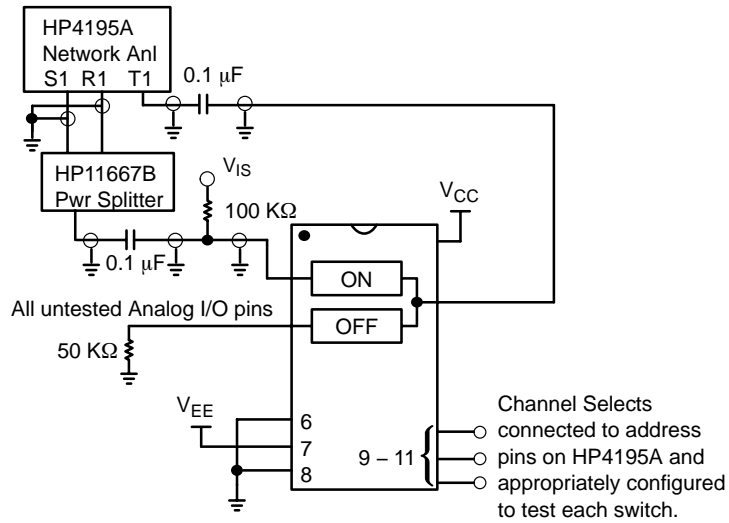 HP4195A
Network Anl
S1 R1 T1
0.1 μF
HP11667B
Pwr Splitter
V_IS
100 KΩ
V_CC
0.1 μF
ON
All untested Analog I/O pins
OFF
50 KΩ
V_EE
6
7
8
9 – 11
Channel Selects
connected to address
pins on HP4195A and
appropriately configured
to test each switch.